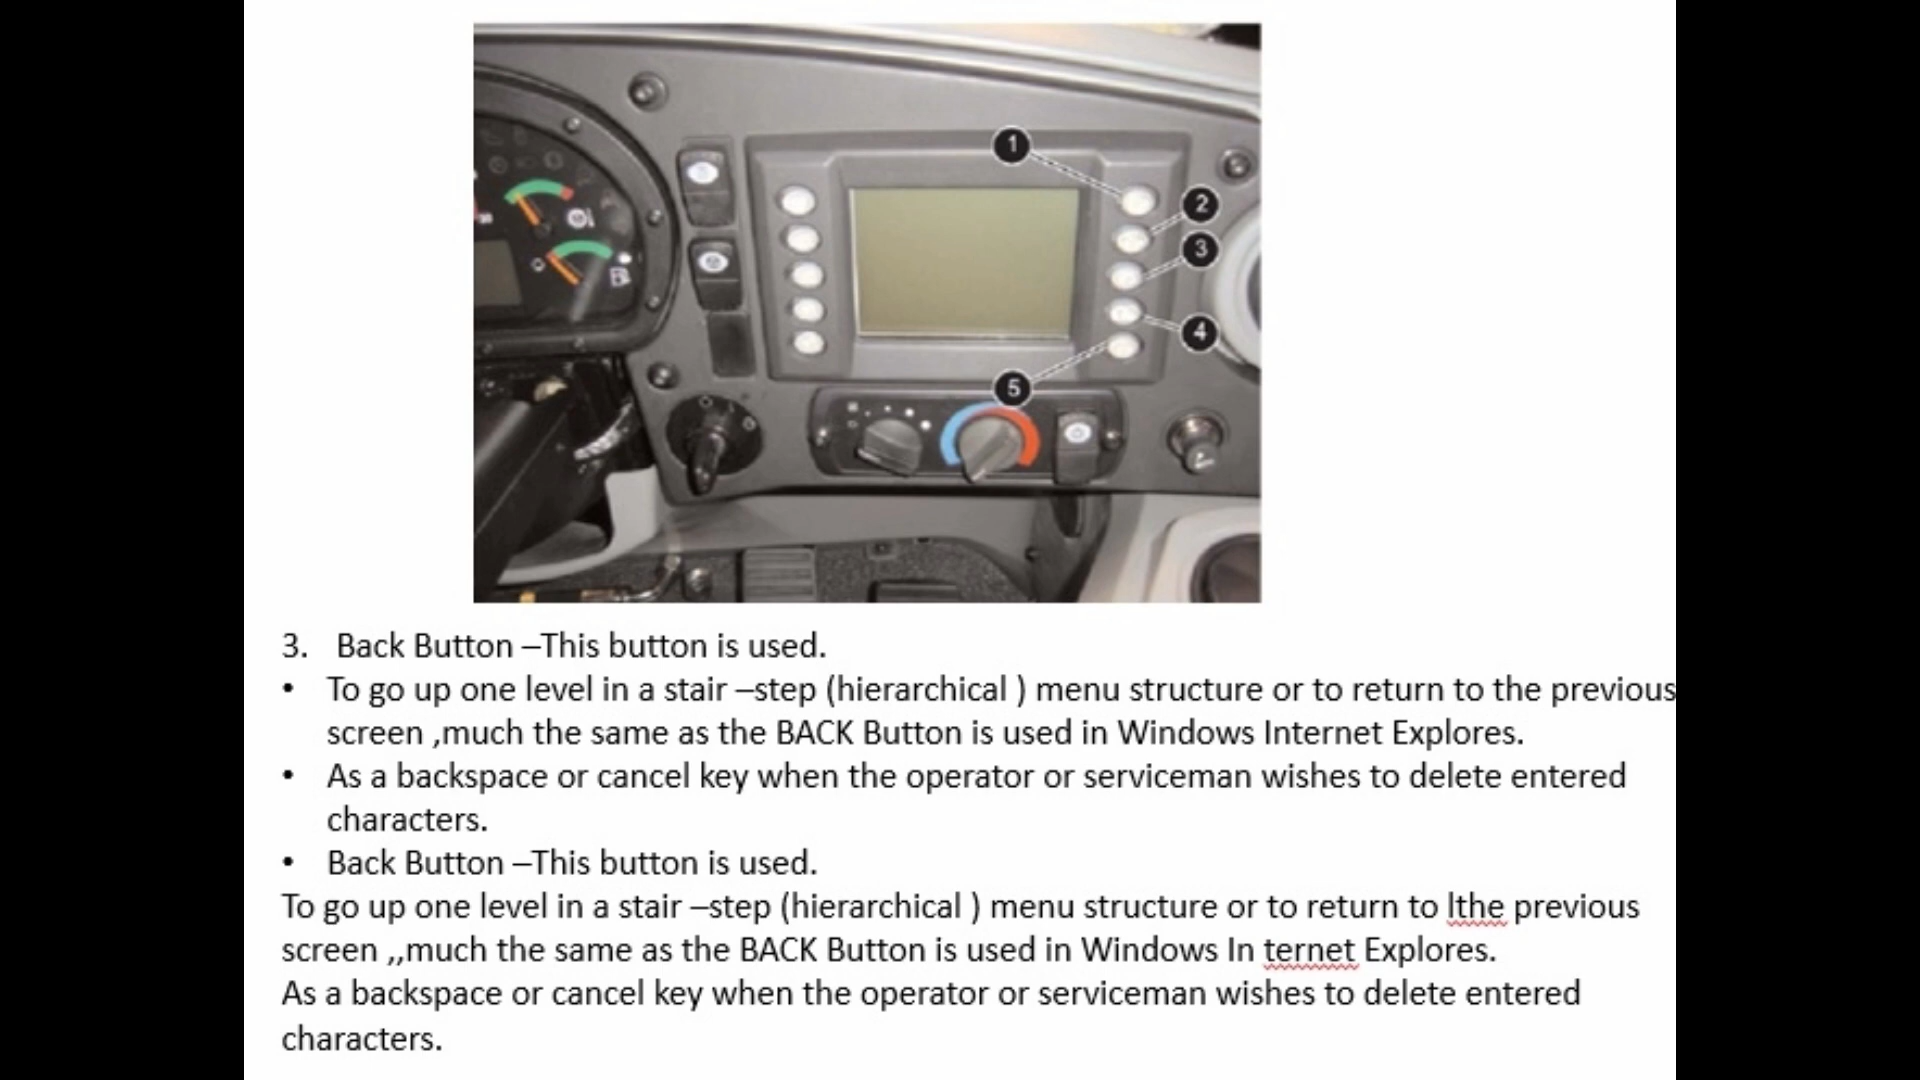 1
2
3
4
5
3. Back Button –This button is used.
• To go up one level in a stair –step (hierarchical ) menu structure or to return to the previous
screen ,much the same as the BACK Button is used in Windows Internet Explores.
• As a backspace or cancel key when the operator or serviceman wishes to delete entered
characters.
• Back Button –This button is used.
To go up one level in a stair –step (hierarchical ) menu structure or to return to lthe previous
screen ,,much the same as the BACK Button is used in Windows In ternet Explores.
As a backspace or cancel key when the operator or serviceman wishes to delete entered
characters.